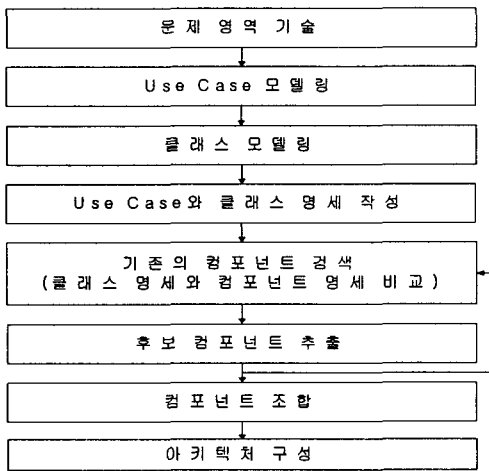 문제 영역 기술
Use Case 모델링
클래스 모델링
Use Case와 클래스 명세 작성
기존의 컴포넌트 검색
(클래스 명세와 컴포넌트 명세 비교)
후보 컴포넌트 추출
컴포넌트 조합
아키텍처 구성